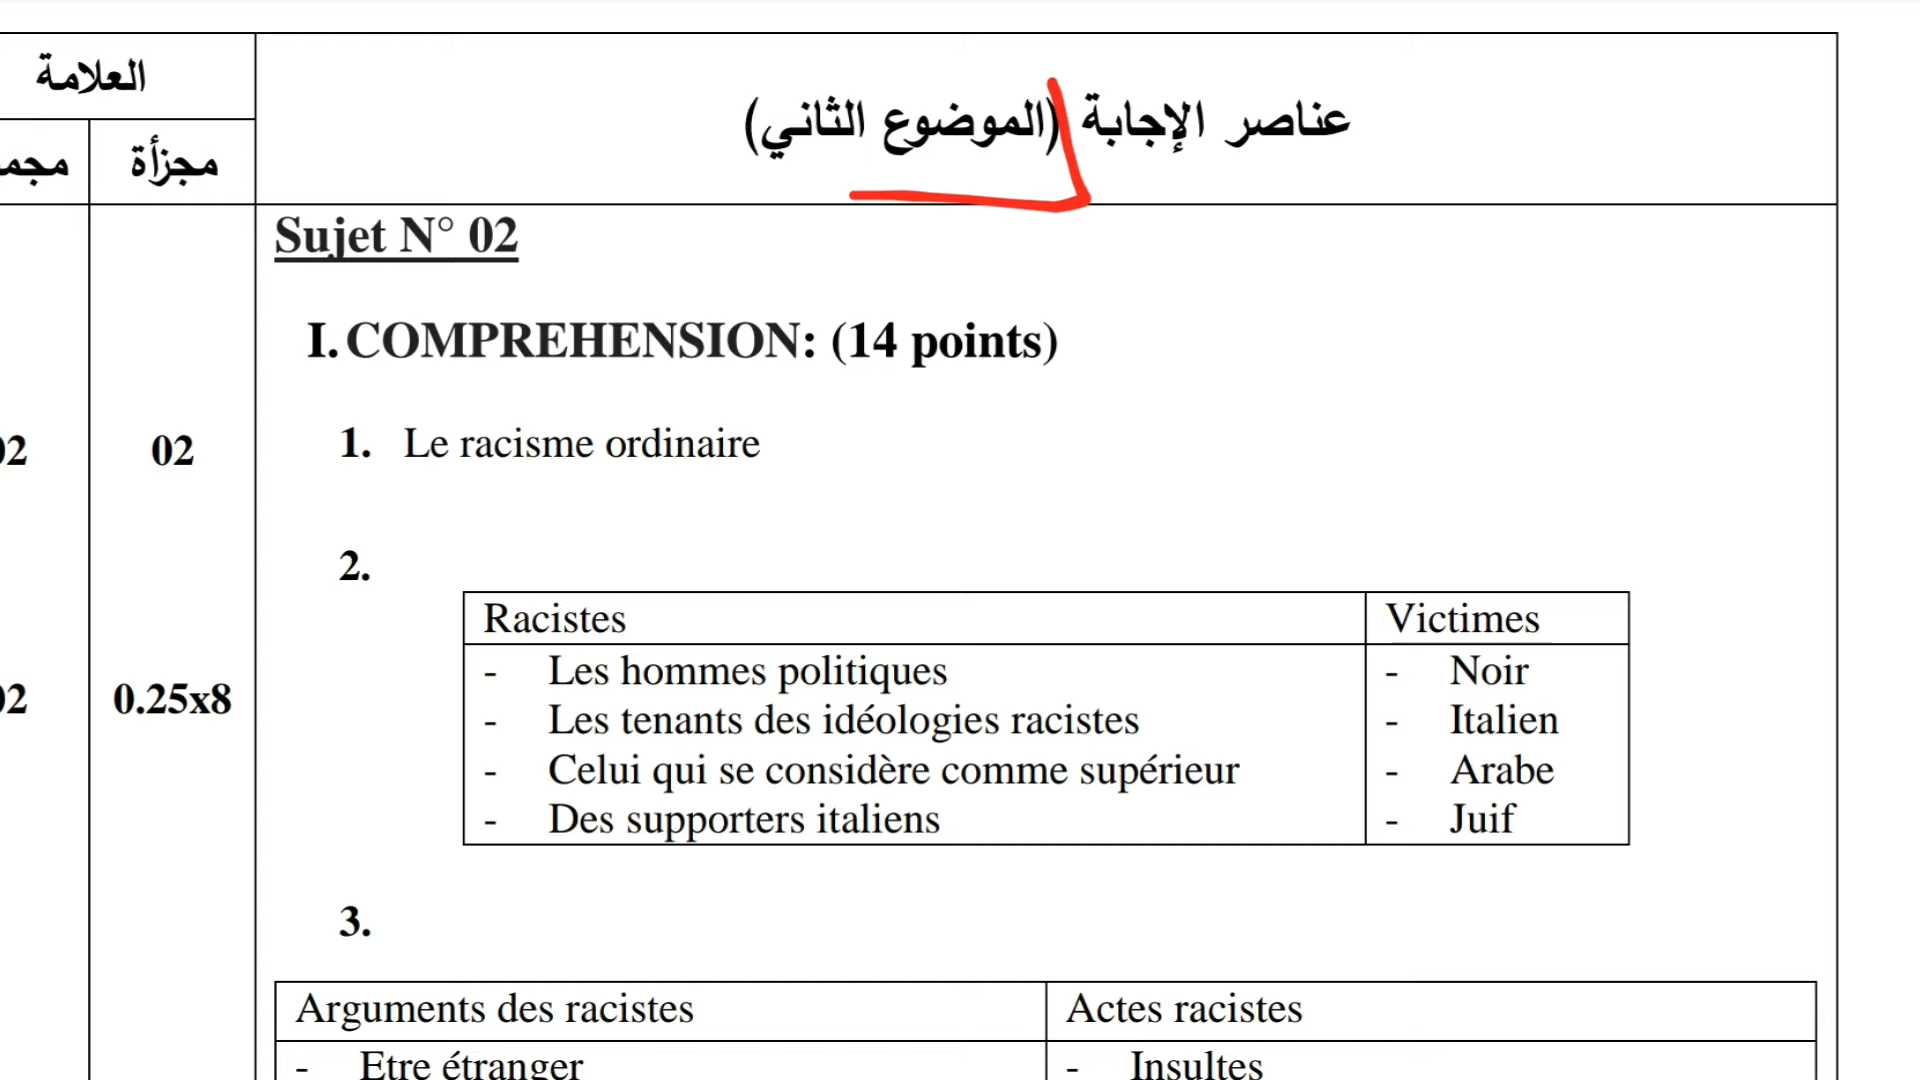 العلامة
عناصر الإجابة (الموضوع الثاني)
مجزأة
Sujet N° 02
I. COMPREHENSION: (14 points)
1. Le racisme ordinaire
02
2.
Racistes Victimes
- Les hommes politiques - Noir
- Les tenants des idéologies racistes - Italien
0.25x8
- Celui qui se considère comme supérieur - Arabe
- Des supporters italiens - Juif
3.
Arguments des racistes Actes racistes
- Etre étranger - Insultes